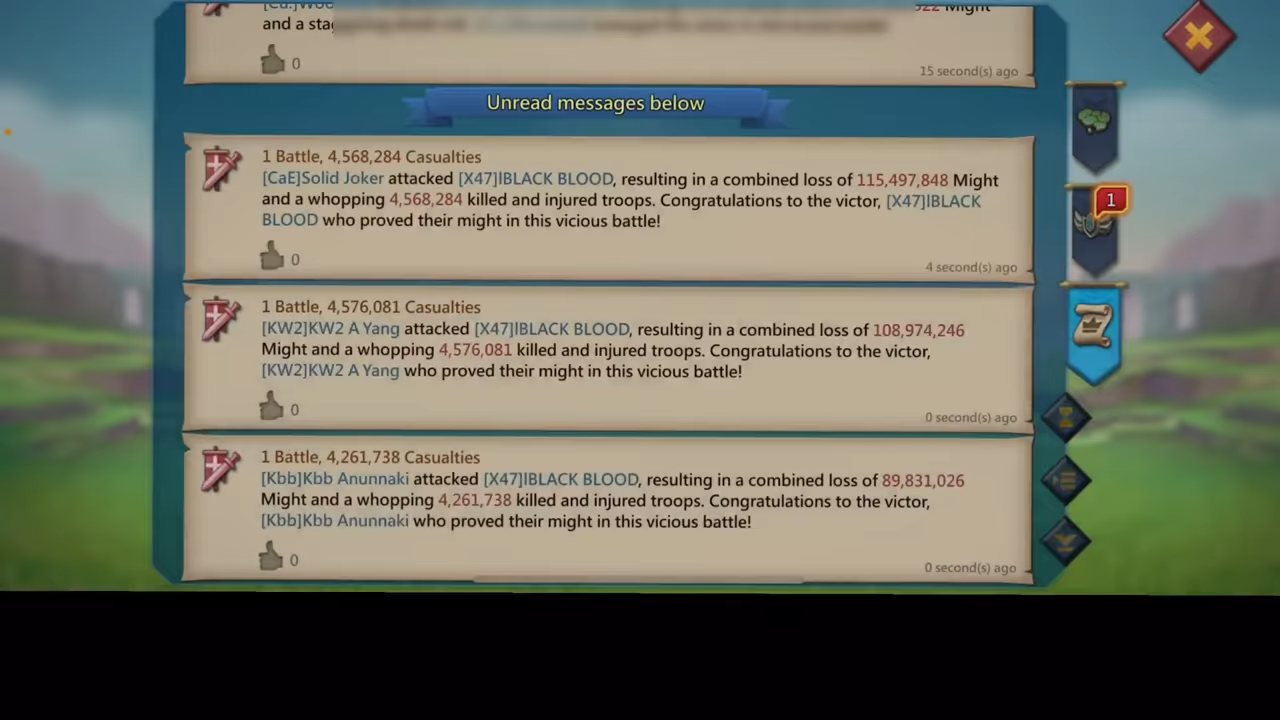 and a
0
15 second(s) ago
Unread messages below
1 Battle, 4,568,284 Casualties
[CaE]Solid Joker attacked [X47]lBLACK BLOOD, resulting in a combined loss of 115,497,848 Might
and a whopping 4,568,284 killed and injured troops. Congratulations to the victor, [X47]lBLACK
BLOOD who proved their might in this vicious battle!
0
4 second(s) ago
1 Battle, 4,576,081 Casualties
[KW2]KW2 A Yang attacked [X47]lBLACK BLOOD, resulting in a combined loss of 108,974,246
Might and a whopping 4,576,081 killed and injured troops. Congratulations to the victor,
[KW2]KW2 A Yang who proved their might in this vicious battle!
0
0 second(s) ago
1 Battle, 4,261,738 Casualties
[Kbb]Kbb Anunnaki attacked [X47]lBLACK BLOOD, resulting in a combined loss of 89,831,026
Might and a whopping 4,261,738 killed and injured troops. Congratulations to the victor,
[Kbb]Kbb Anunnaki who proved their might in this vicious battle!
0
0 second(s) ago
1